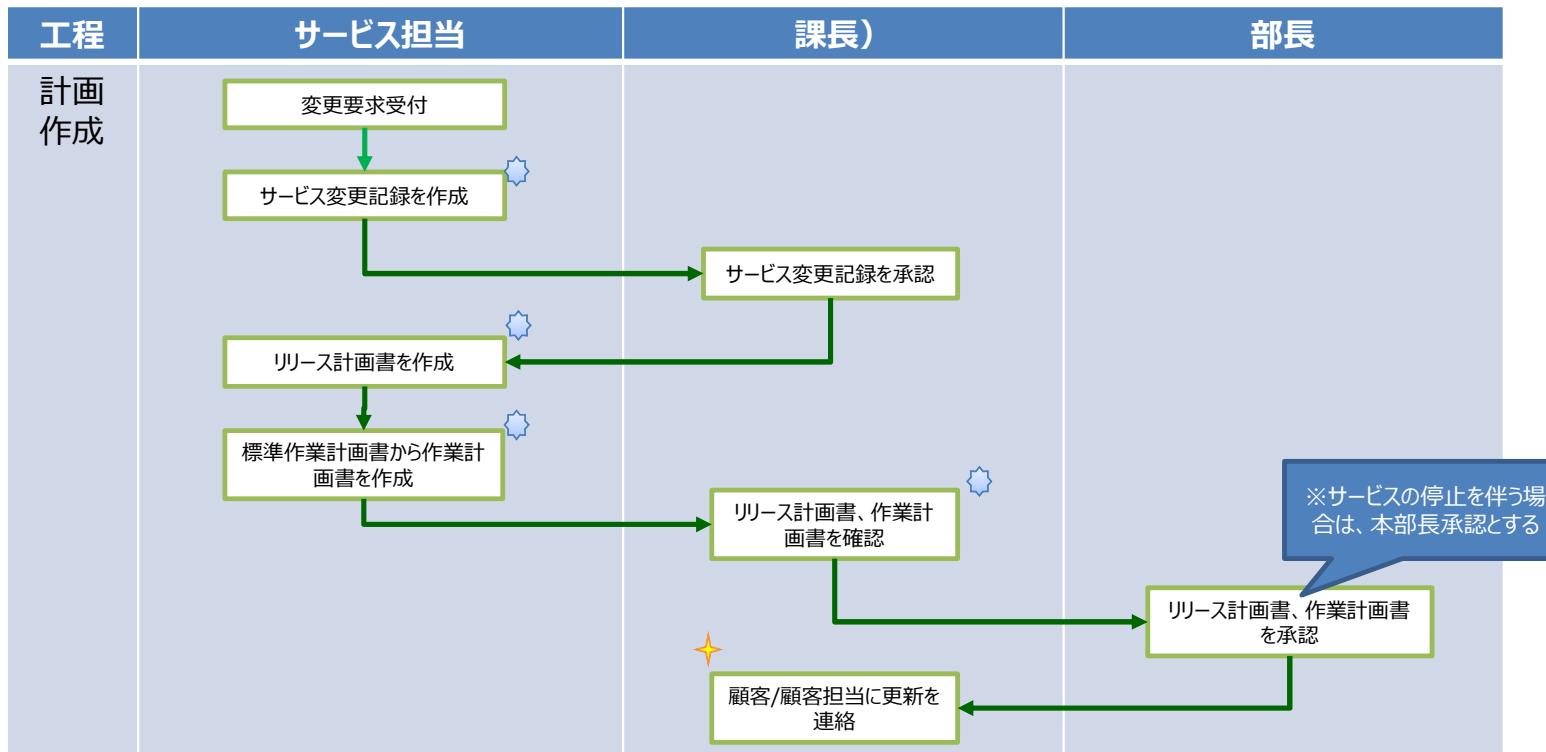 工程
サービス担当
課長）
部長
計画
作成
変更要求受付
サービス変更記録を作成
サービス変更記録を承認
リリース計画書を作成
標準作業計画書から作業計
画書を作成
リリース計画書、作業計
画書を確認
※サービスの停止を伴う場
合は、本部長承認とする
リリース計画書、作業計画書
を承認
顧客/顧客担当に更新を
連絡